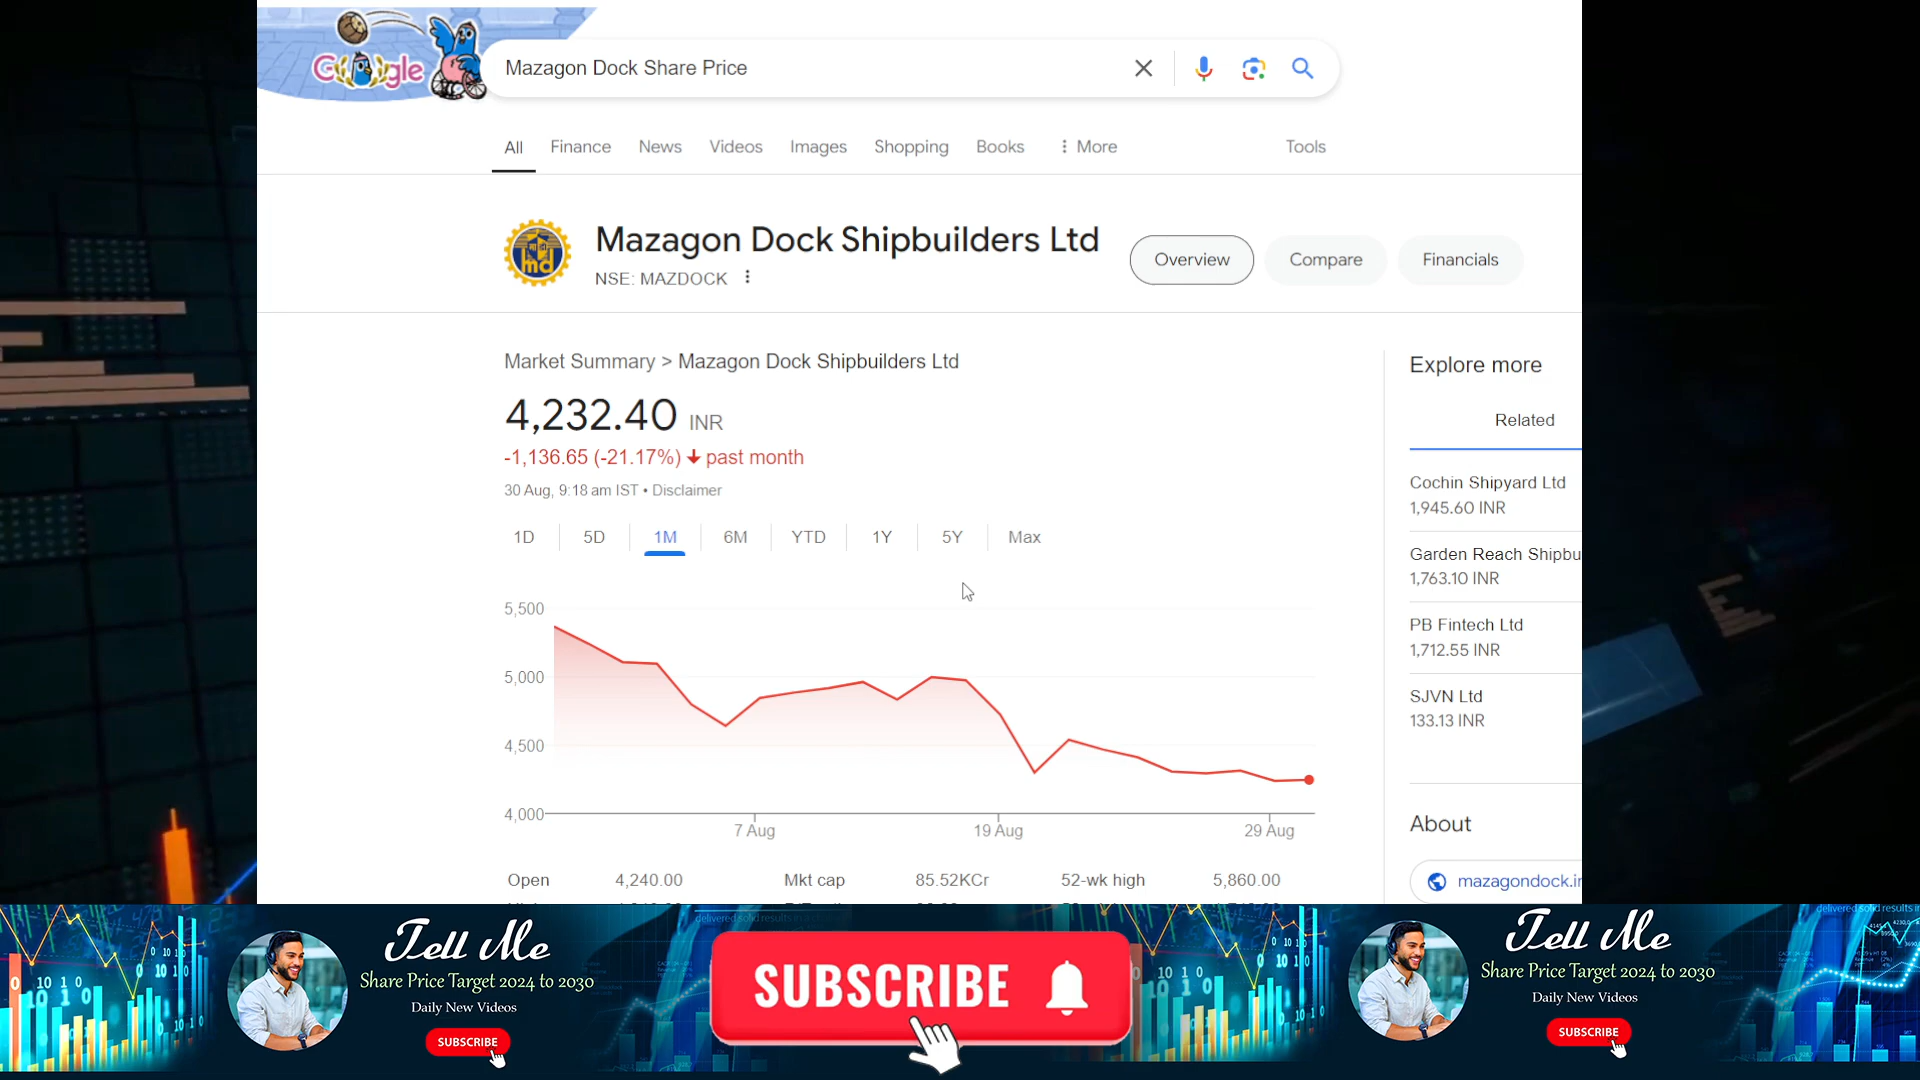 Google
Mazagon Dock Share Price
All Finance News Videos Images Shopping Books More Tools
Mazagon Dock Shipbuilders Ltd
NSE: MAZDOCK
Overview Compare Financials
md
Market Summary > Mazagon Dock Shipbuilders Ltd
4,232.40 INR
-1,136.65 (-21.17%) past month
30 Aug, 9:18 am IST • Disclaimer
1D 5D 1M 6M YTD 1Y 5Y Max
5,500
5,000
4,500
4,000
7 Aug 19 Aug 29 Aug
Open 4,240.00 Mkt cap 85.52KCr 52-wk high 5,860.00
Explore more
Related
Cochin Shipyard Ltd
1,945.60 INR
Garden Reach Shipbu
1,763.10 INR
PB Fintech Ltd
1,712.55 INR
SJVN Ltd
133.13 INR
About
mazagondock.in
Tell Me
Share Price Target 2024 to 2030
Daily New Videos
SUBSCRIBE
SUBSCRIBE
Tell Me
Share Price Target 2024 to 2030
Daily New Videos
SUBSCRIBE